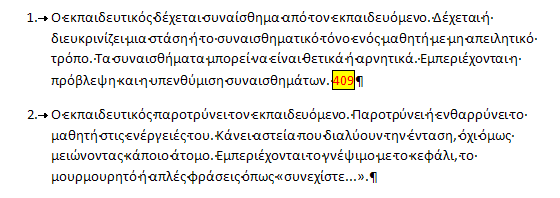 1. Ο εκπαιδευτικός δέχεται συναίσθημα από τον εκπαιδευόμενο. Δέχεται ή
διευκρινίζει μια στάση ή το συναισθηματικό τόνο ενός μαθητή με μη απειλητικό
τρόπο. Τα συναισθήματα μπορεί να είναι θετικά ή αρνητικά. Εμπεριέχονται η
πρόβλεψη και η υπενθύμιση συναισθημάτων. 409
2. Ο εκπαιδευτικός παροτρύνει τον εκπαιδευόμενο. Παροτρύνει ή ενθαρρύνει το
μαθητή στις ενέργειές του. Κάνει αστεία που διαλύουν την ένταση, όχι όμως
μειώνοντας κάποιο άτομο. Εμπεριέχονται το γνέψιμο με το κεφάλι, το
μουρμουρητό ή απλές φράσεις όπως «συνεχίστε...».